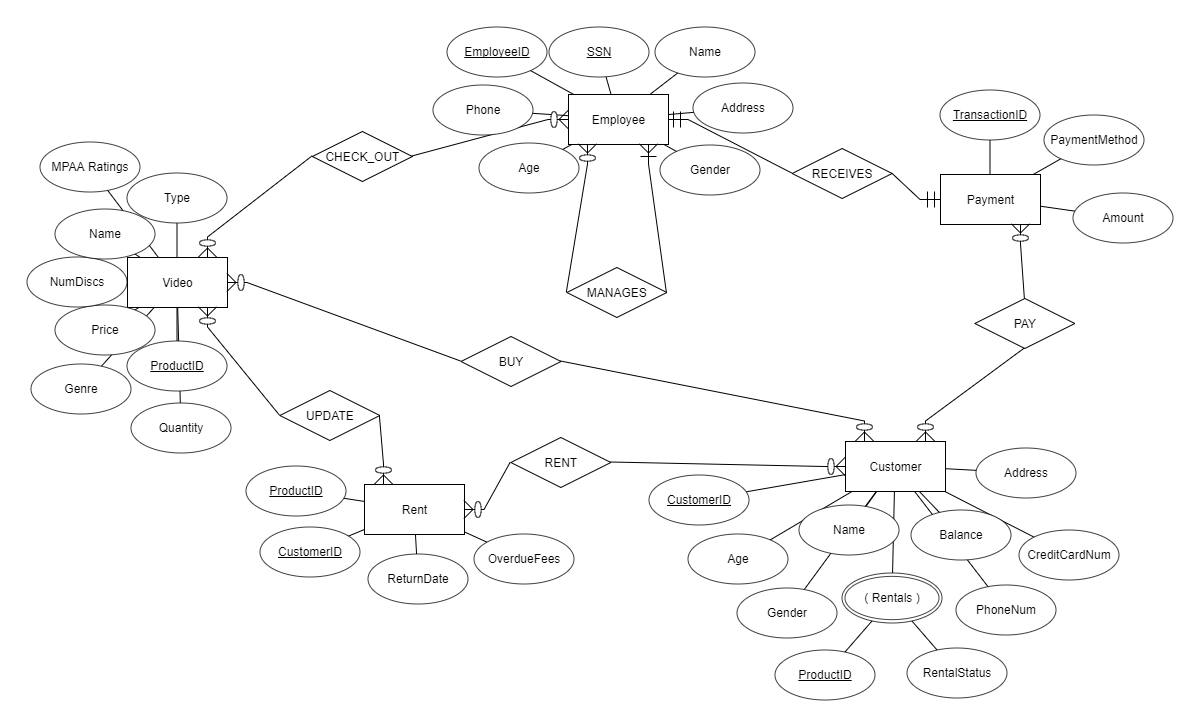 EmployeeID
SSN
Name
Phone
Employee
Address
Age
Gender
TransactionID
PaymentMethod
RECEIVES
Payment
Amount
CHECK_OUT
MPAA Ratings
Type
Name
NumDiscs
Video
Price
ProductID
Genre
Quantity
MANAGES
PAY
BUY
UPDATE
RENT
Customer
Address
ProductID
Rent
CustomerID
ReturnDate
OverdueFees
CustomerID
Name
Balance
Age
CreditCardNum
Gender
( Rentals )
PhoneNum
ProductID
RentalStatus